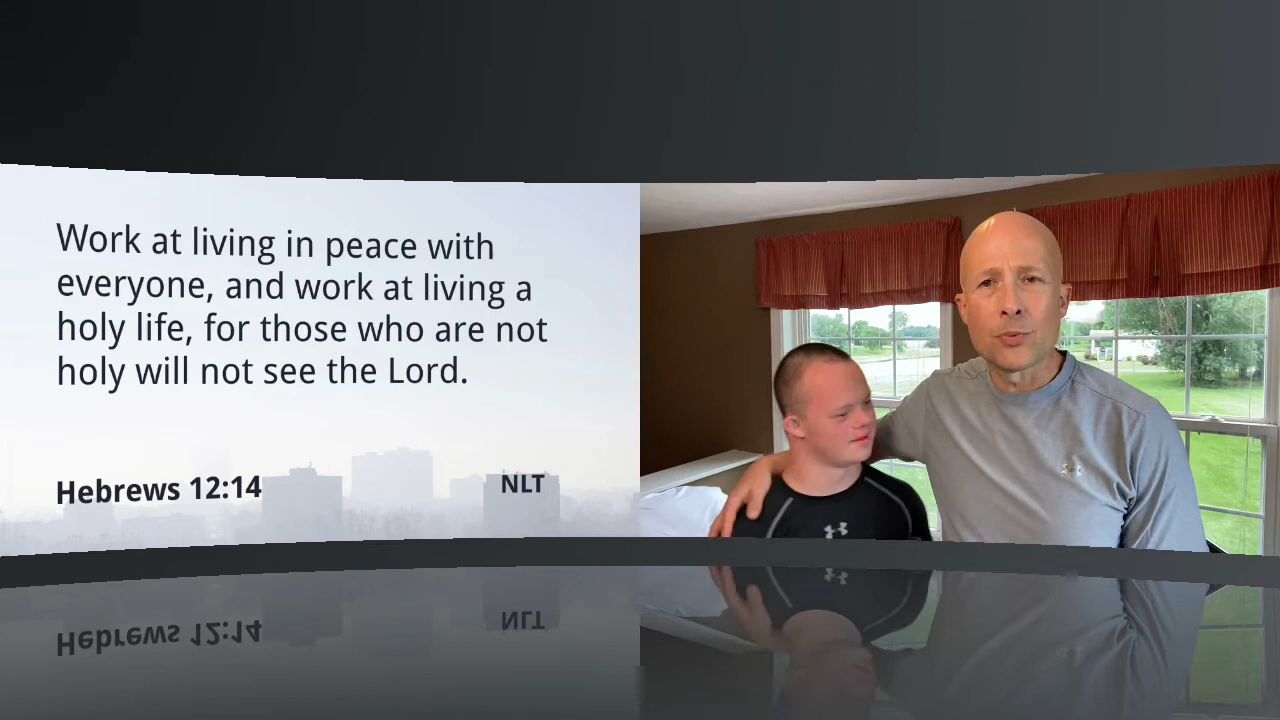 Work at living in peace with
everyone, and work at living a
holy life, for those who are not
holy will not see the Lord.
Hebrews 12:14 NLT